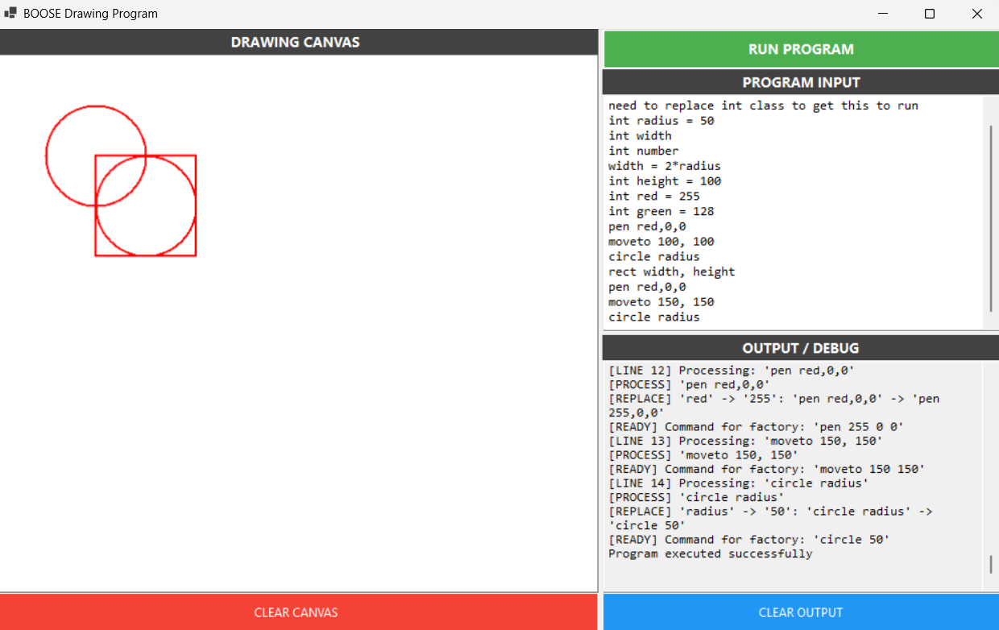 BOOSE Drawing Program
DRAWING CANVAS
RUN PROGRAM
PROGRAM INPUT
need to replace int class to get this to run
int radius = 50
int width
int number
width = 2*radius
int height = 100
int red = 255
int green = 128
pen red,0,0
moveto 100, 100
circle radius
rect width, height
pen red,0,0
moveto 150, 150
circle radius
OUTPUT / DEBUG
[LINE 12] Processing: 'pen red,0,0'
[PROCESS] 'pen red,0,0'
[REPLACE] 'red' -> '255': 'pen red,0,0' -> 'pen
255,0,0'
[READY] Command for factory: 'pen 255 0 0'
[LINE 13] Processing: 'moveto 150, 150'
[PROCESS] 'moveto 150, 150'
[READY] Command for factory: 'moveto 150 150'
[LINE 14] Processing: 'circle radius'
[PROCESS] 'circle radius'
[REPLACE] 'radius' -> '50': 'circle radius' ->
'circle 50'
[READY] Command for factory: 'circle 50'
Program executed successfully
CLEAR CANVAS
CLEAR OUTPUT